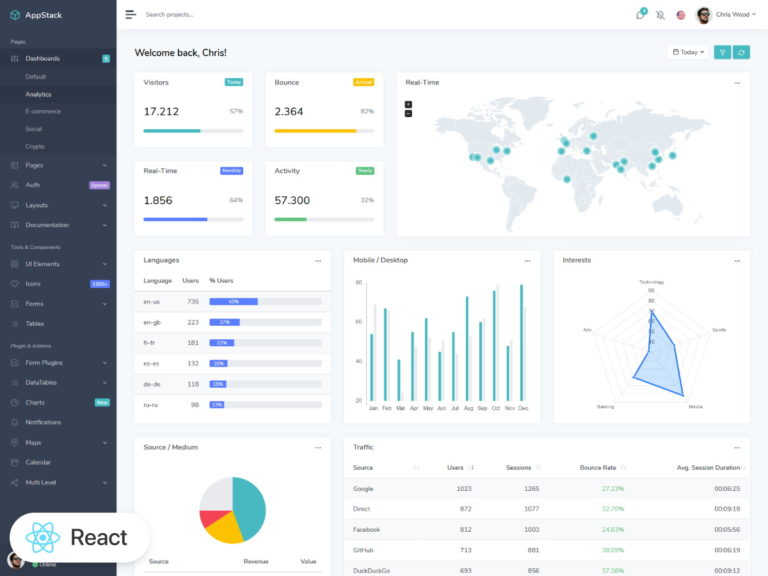 AppStack
Search projects...
4
Chris Wood
Pages
Dashboards 5
Default
Analytics
E-commerce
Social
Crypto
Pages
Auth Special
Layouts
Documentation
Tools & Components
UI Elements
Icons 1500+
Forms
Tables
Plugin & Addons
Form Plugins
DataTables
Charts New
Notifications
Maps
Calendar
Multi Level
Online
React
Welcome back, Chris!
Today
Visitors Today
17.212 57%
Bounce Annual
2.364 82%
Real-Time Monthly
1.856 64%
Activity Yearly
57.300 32%
Real-Time ...
+
-
Languages ...
Language Users % Users
en-us 735 43%
en-gb 223 27%
fr-fr 181 22%
es-es 132 16%
de-de 118 15%
ru-ru 98 13%
Mobile / Desktop ...
80
60
40
20
Jan Feb Mar Apr May Jun Jul Aug Sep Oct Nov Dec
Interests ...
Technology
90
80
70
60
50
40
Ads
Sports
Gaming
Media
Source / Medium ...
Source Revenue Value
Traffic ...
Source Users Sessions Bounce Rate Avg. Session Duration
Google 1023 1265 27.23% 00:06:25
Direct 872 1077 32.70% 00:09:18
Facebook 812 1003 24.83% 00:05:56
GitHub 713 881 38.09% 00:06:19
DuckDuckGo 693 856 37.36% 00:09:12